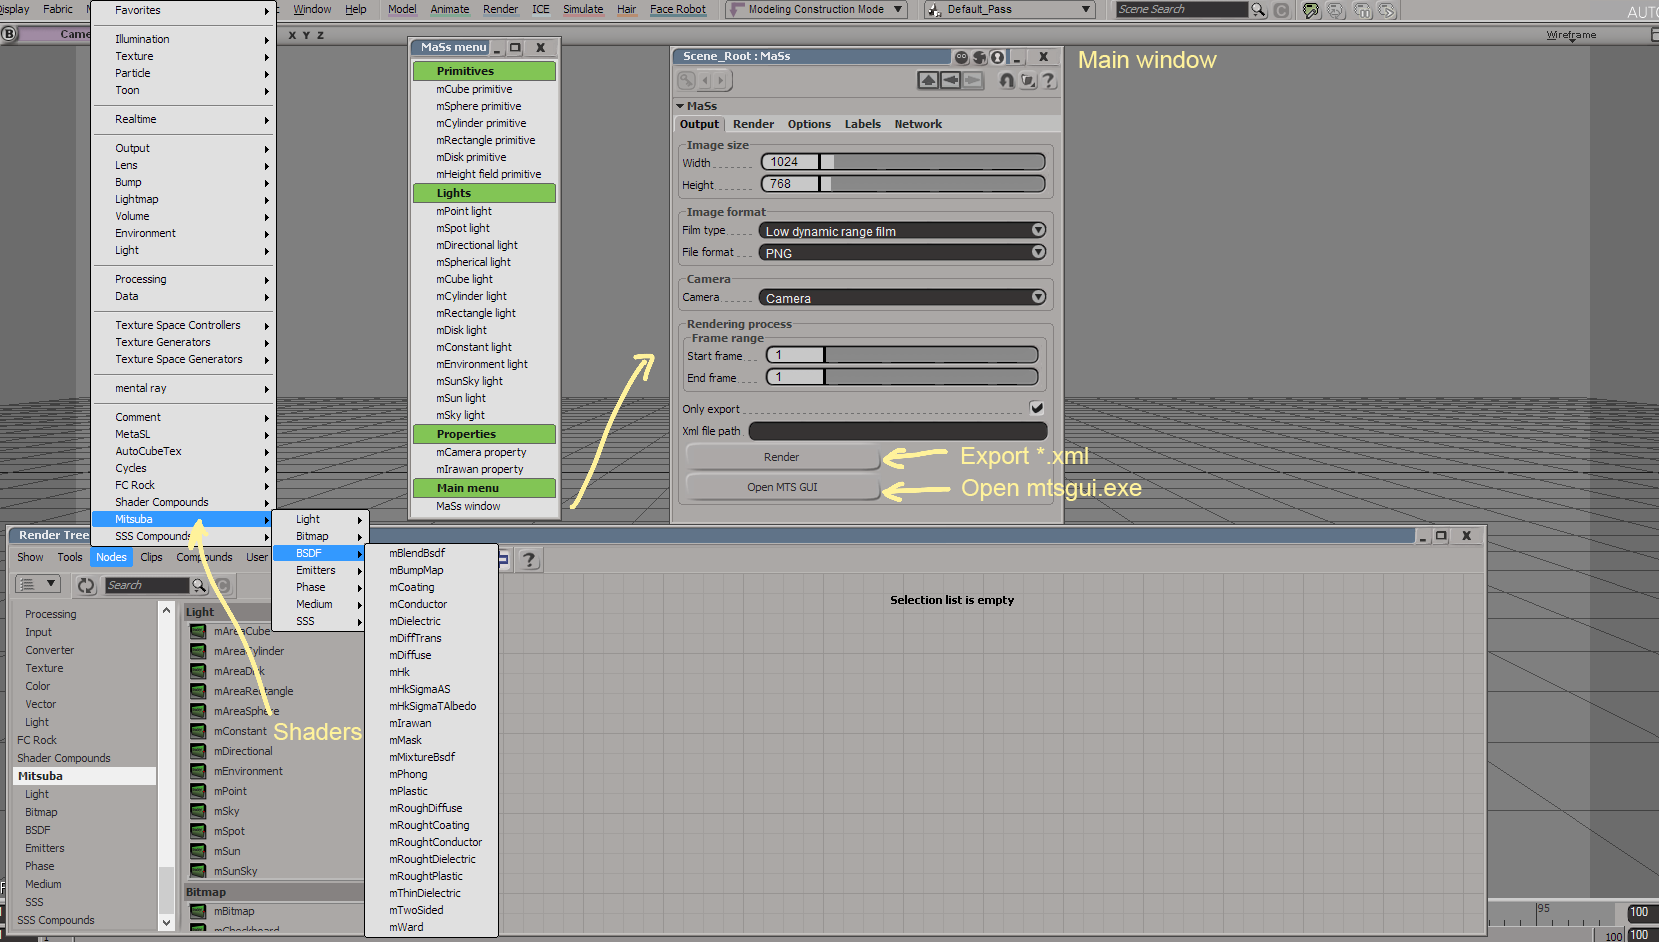 Display Fabric Window Help Model Animate Render ICE Simulate Hair Face Robot Modeling Construction Mode Default_Pass Scene Search C AUTO
B Came X Y Z Wireframe
Favorites
Illumination
Texture
Particle
Toon
Realtime
Output
Lens
Bump
Lightmap
Volume
Environment
Light
Processing
Data
Texture Space Controllers
Texture Generators
Texture Space Generators
mental ray
Comment
MetaSL
AutoCubeTex
Cycles
FC Rock
Shader Compounds
Mitsuba
SSS Compounds
MaSs menu
Primitives
mCube primitive
mSphere primitive
mCylinder primitive
mRectangle primitive
mDisk primitive
mHeight field primitive
Lights
mPoint light
mSpot light
mDirectional light
mSpherical light
mCube light
mCylinder light
mRectangle light
mDisk light
mConstant light
mEnvironment light
mSunSky light
mSun light
mSky light
Properties
mCamera property
mIrawan property
Main menu
MaSs window
Scene_Root : MaSs
MaSs
Output Render Options Labels Network
Image size
Width 1024
Height 768
Image format
Film type Low dynamic range film
File format PNG
Camera
Camera Camera
Rendering process
Frame range
Start frame 1
End frame 1
Only export
Xml file path
Render
Open MTS GUI
Main window
Export *.xml
Open mtsgui.exe
Render Tree
Show Tools Nodes Clips Compounds User
Search
Light
Bitmap
BSDF
Emitters
Phase
Medium
SSS
mBlendBsdf
mBumpMap
mCoating
mConductor
mDielectric
mDiffTrans
mDiffuse
mHk
mHkSigmaAS
mHkSigmaTAlbedo
mIrawan
mMask
mMixtureBsdf
mPhong
mPlastic
mRoughDiffuse
mRoughtCoating
mRoughtConductor
mRoughtDielectric
mRoughtPlastic
mThinDielectric
mTwoSided
mWard
Processing
Input
Converter
Texture
Color
Vector
Light
FC Rock
Shader Compounds
Mitsuba
Light
Bitmap
BSDF
Emitters
Phase
Medium
SSS
SSS Compounds
Light
mAreaCube
mAreaCylinder
mAreaDisk
mAreaRectangle
mAreaSphere
mConstant
mDirectional
mEnvironment
mPoint
mSky
mSpot
mSun
mSunSky
Bitmap
mBitmap
mCheckboard
Shaders
Selection list is empty
95 100
1 100 100